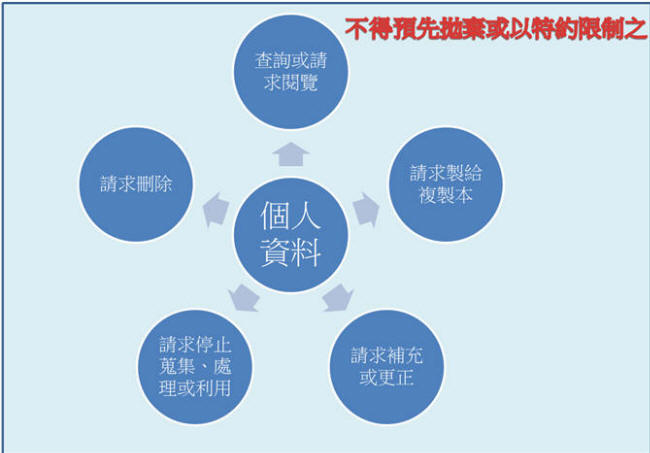 不得預先拋棄或以特約限制之
查詢或請
求閱覽
請求製給
複製本
請求補充
或更正
請求停止
蒐集、處
理或利用
請求刪除
個人
資料